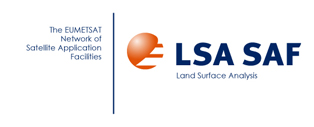 The EUMETSAT
Network of
Satellite Application
Facilities
LSA SAF
Land Surface Analysis